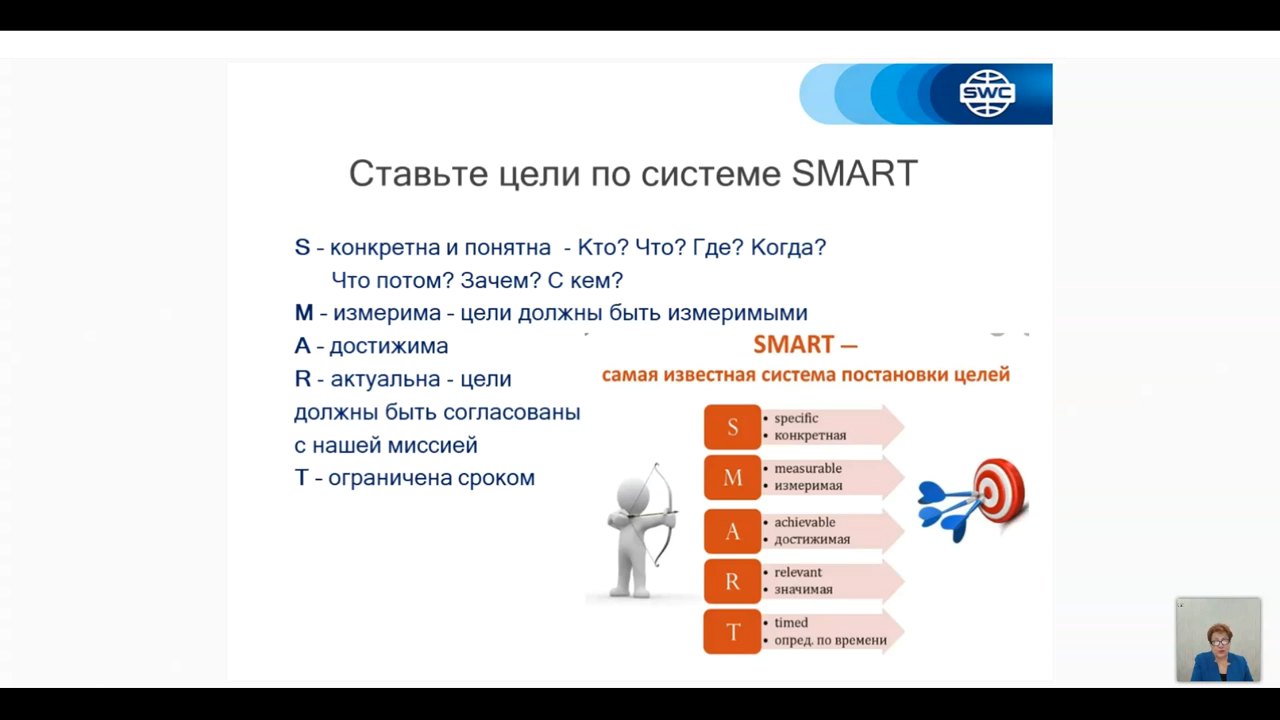 SWC
Ставьте цели по системе SMART
S - конкретна и понятна - Кто? Что? Где? Когда?
Что потом? Зачем? С кем?
M - измерима - цели должны быть измеримыми
A - достижима
R - актуальна - цели
должны быть согласованы
с нашей миссией
T - ограничена сроком
SMART —
самая известная система постановки целей
S
• specific
• конкретная
M
• measurable
• измеримая
A
• achievable
• достижимая
R
• relevant
• значимая
T
• timed
• опред. по времени